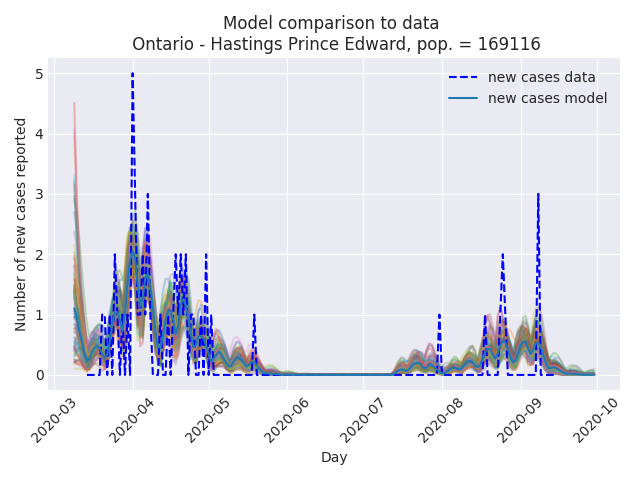 Model comparison to data
Ontario - Hastings Prince Edward, pop. = 169116
new cases data
new cases model
Number of new cases reported
5
4
3
2
1
0
2020-03
2020-04
2020-05
2020-06
2020-07
2020-08
2020-09
2020-10
Day